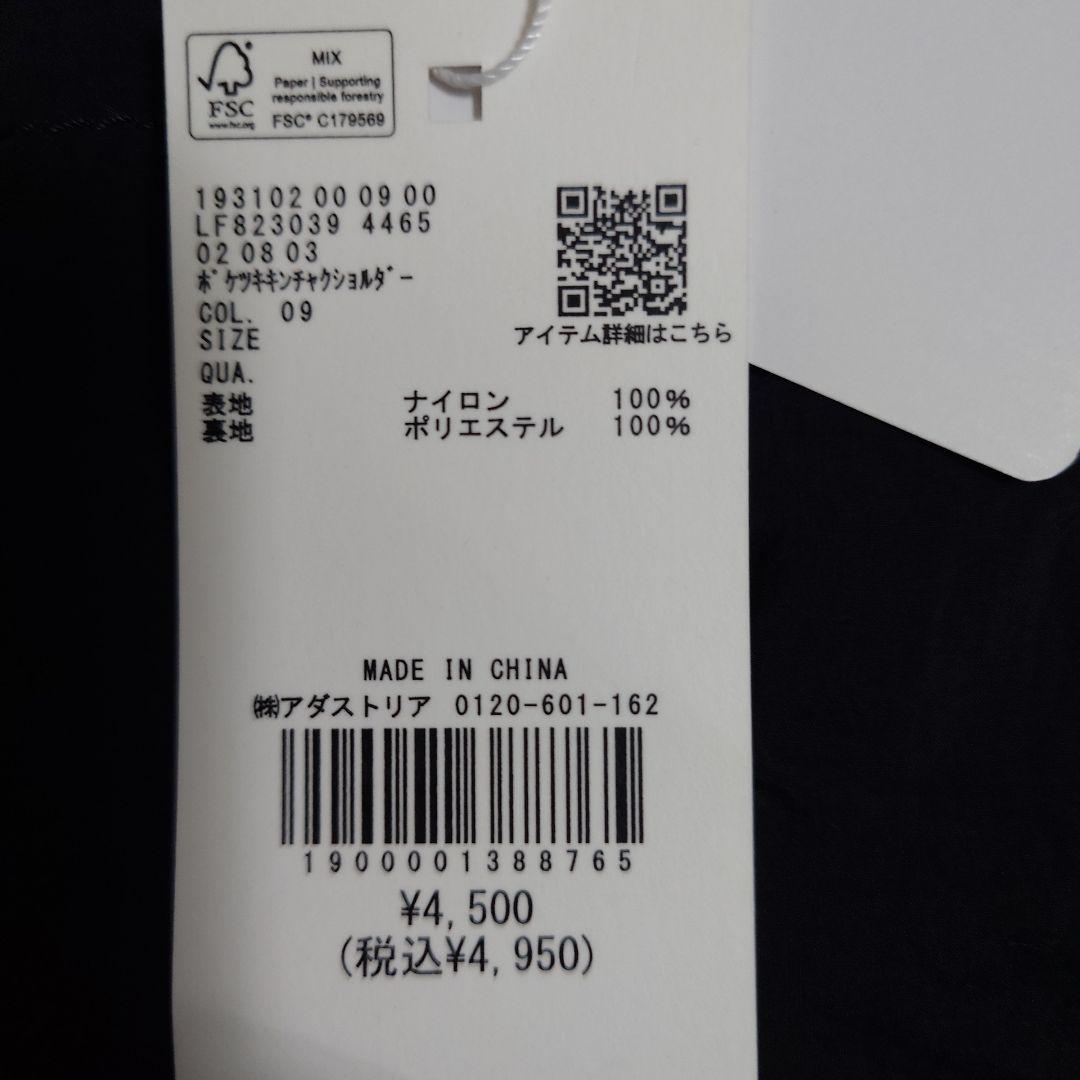 MIX
Paper | Supporting
responsible forestry
FSC® C179569
FSC
www.fsc.org
193102 00 09 00
LF823039 4465
02 08 03
ﾎﾟｹﾂｷｷﾝﾁｬｸｼｮﾙﾀﾞｰ
COL. 09
SIZE
QUA.
アイテム詳細はこちら
表地 ナイロン 100%
裏地 ポリエステル 100%
MADE IN CHINA
㈱アダストリア 0120-601-162
1900001388765
¥4,500
(税込¥4,950)